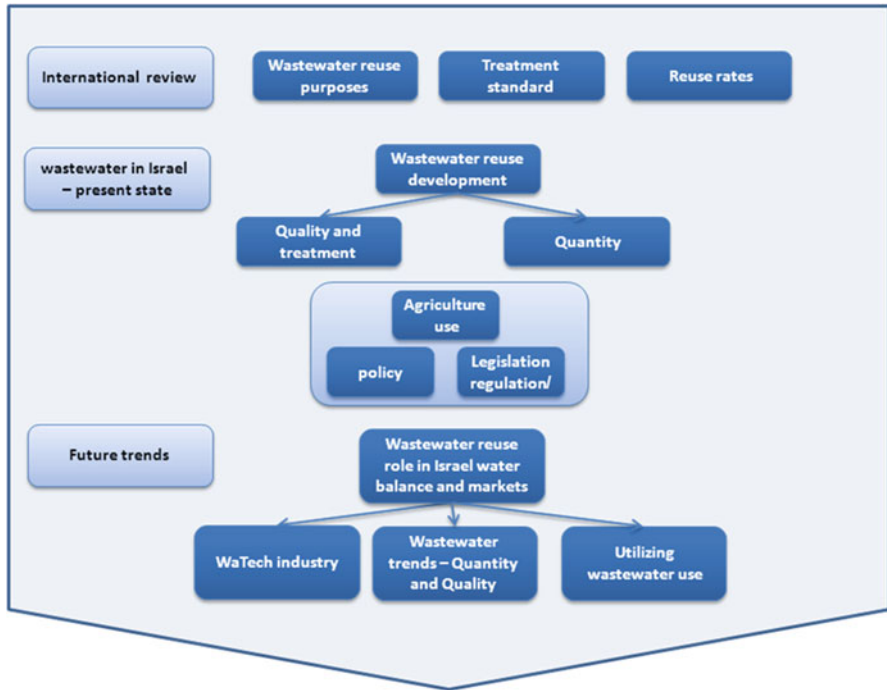 International review
Wastewater reuse
purposes
Treatment
standard
Reuse rates
wastewater in Israel
– present state
Wastewater reuse
development
Quality and
treatment
Quantity
Agriculture
use
policy
Legislation
regulation/
Future trends
Wastewater reuse
role in Israel water
balance and markets
WaTech industry
Wastewater
trends – Quantity
and Quality
Utilizing
wastewater use